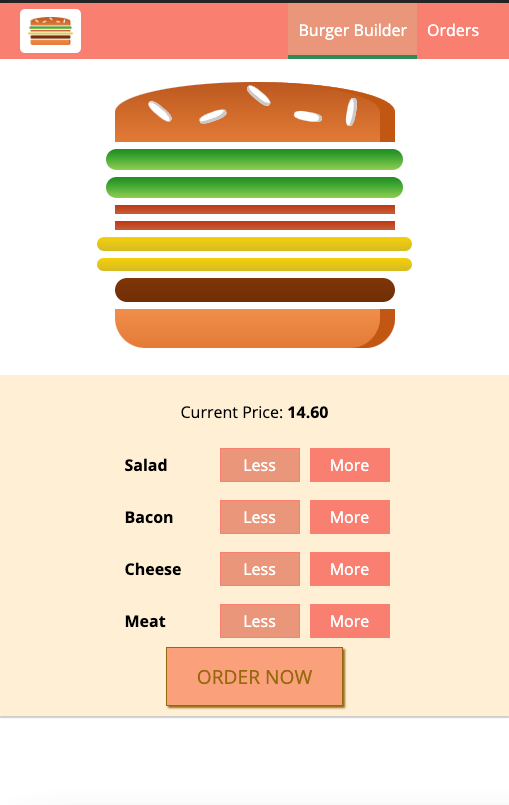 Burger Builder Orders
Current Price: 14.60
Salad Less More
Bacon Less More
Cheese Less More
Meat Less More
ORDER NOW